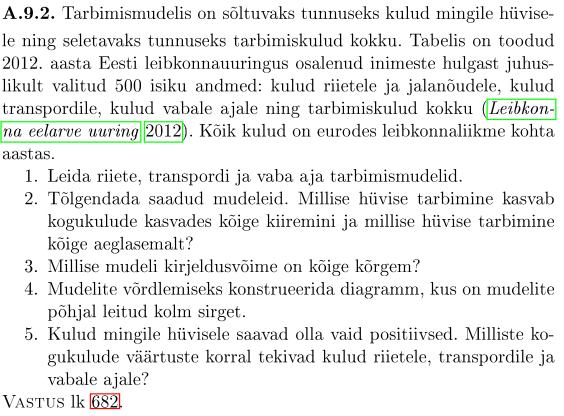 A.9.2. Tarbimismudelis on sõltuvaks tunnuseks kulud mingile hüvise-
le ning seletavaks tunnuseks tarbimiskulud kokku. Tabelis on toodud
2012. aasta Eesti leibkonnauuringus osalenud inimeste hulgast juhus-
likult valitud 500 isiku andmed: kulud riietele ja jalanõudele, kulud
transpordile, kulud vabale ajale ning tarbimiskulud kokku (Leibkon-
na eelarve uuring 2012). Kõik kulud on eurodes leibkonnaliikme kohta
aastas.
1. Leida riiete, transpordi ja vaba aja tarbimismudelid.
2. Tõlgendada saadud mudeleid. Millise hüvise tarbimine kasvab
kogukulude kasvades kõige kiiremini ja millise hüvise tarbimine
kõige aeglasemalt?
3. Millise mudeli kirjeldusvõime on kõige kõrgem?
4. Mudelite võrdlemiseks konstrueerida diagramm, kus on mudelite
põhjal leitud kolm sirget.
5. Kulud mingile hüvisele saavad olla vaid positiivsed. Milliste ko-
gukulude väärtuste korral tekivad kulud riietele, transpordile ja
vabale ajale?
VASTUS lk 682.